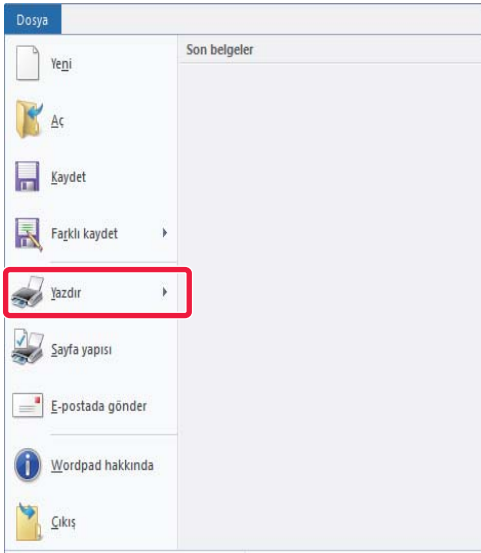 Dosya
Son belgeler
Yeni
Aç
Kaydet
Farklı kaydet
Yazdır
Sayfa yapısı
E-postada gönder
Wordpad hakkında
Çıkış